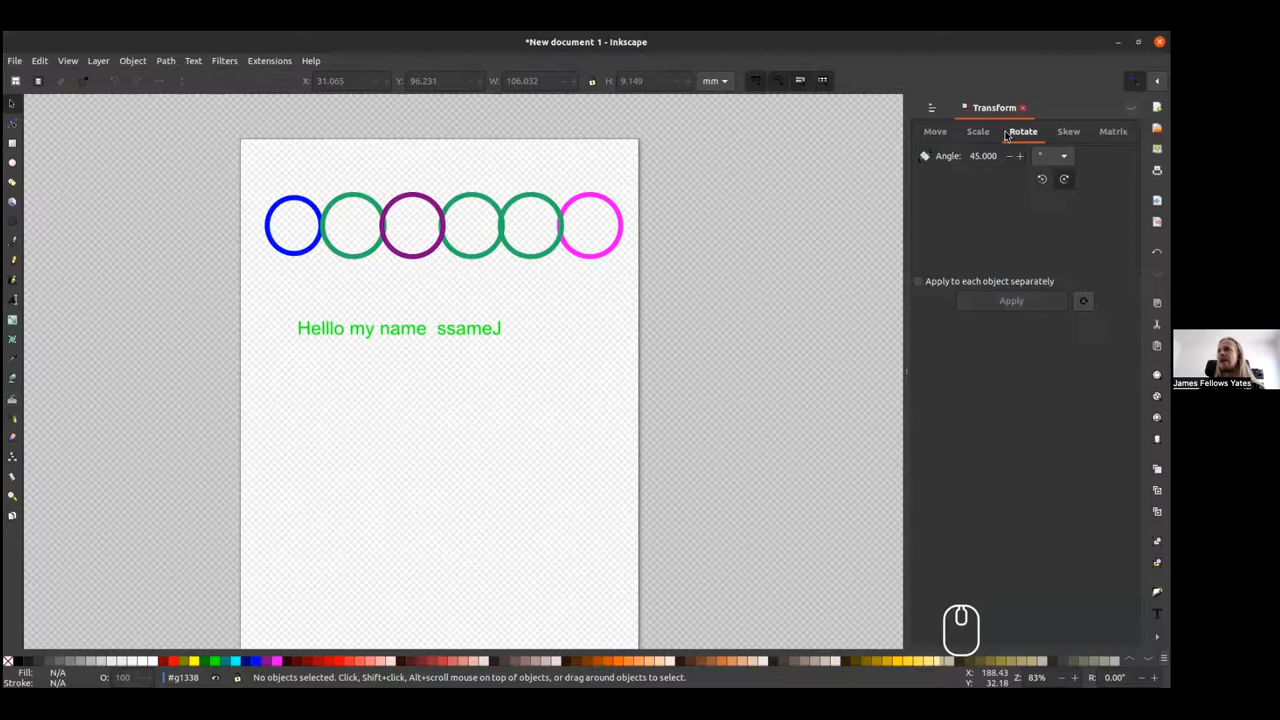 *New document 1 - Inkscape
File Edit View Layer Object Path Text Filters Extensions Help
X: 31.065 Y: 96.231 W: 106.032 H: 9.149 mm
Transform
Move Scale Rotate Skew Matrix
Angle: 45.000 °
Apply to each object separately
Apply
Helllo my name ssameJ
James Fellows Yates
Fill: N/A
Stroke: N/A
O: 100
#g1338
No objects selected. Click, Shift+click, Alt+scroll mouse on top of objects, or drag around objects to select.
X: 188.43
Y: 32.18
Z: 83%
R: 0.00°